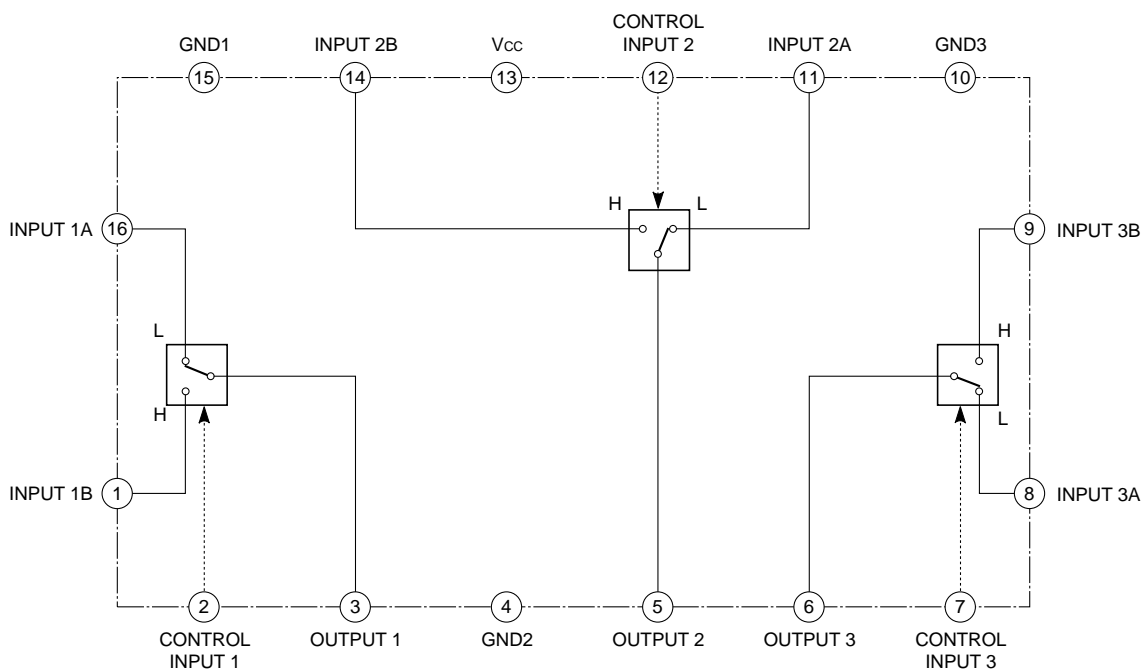 CONTROL
INPUT 2
GND1
INPUT 2B
Vcc
INPUT 2A
GND3
15
14
13
12
11
10
H
L
INPUT 1A
16
9
INPUT 3B
L
H
H
L
INPUT 1B
1
8
INPUT 3A
2
3
4
5
6
7
CONTROL
INPUT 1
OUTPUT 1
GND2
OUTPUT 2
OUTPUT 3
CONTROL
INPUT 3